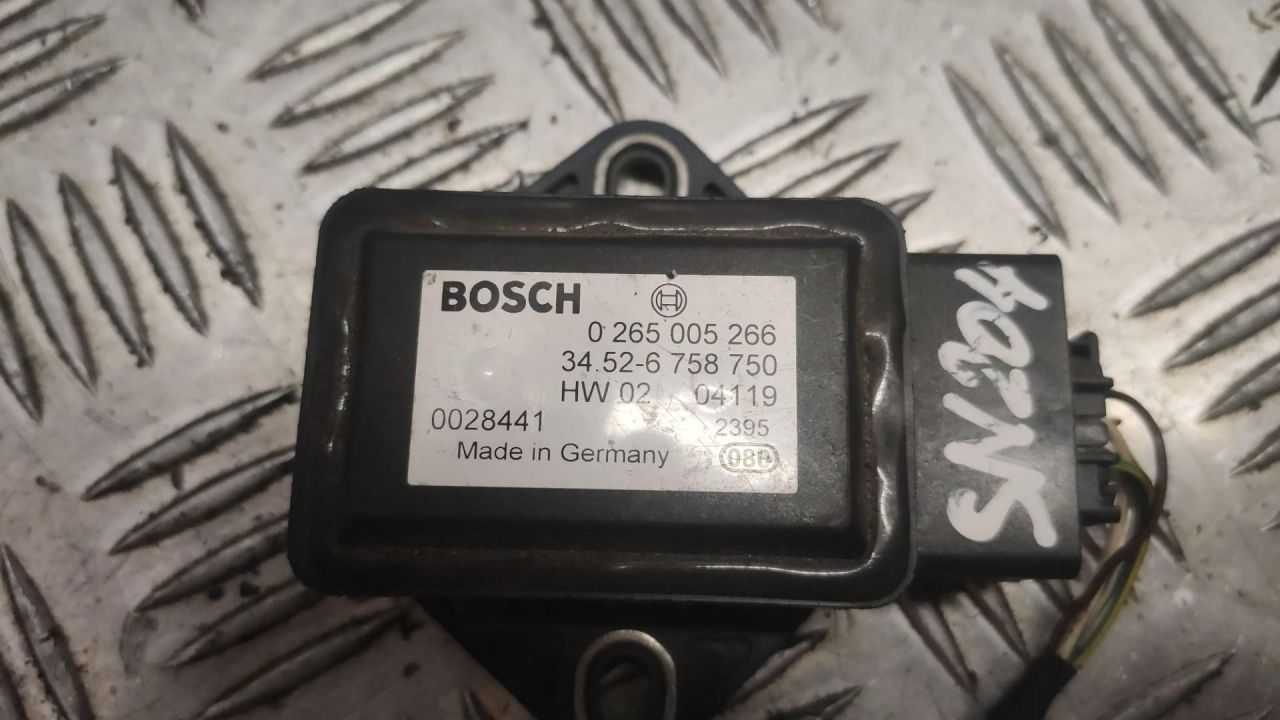 BOSCH
0 265 005 266
34.52-6 758 750
HW 02 04119
0028441 2395
Made in Germany
SN204